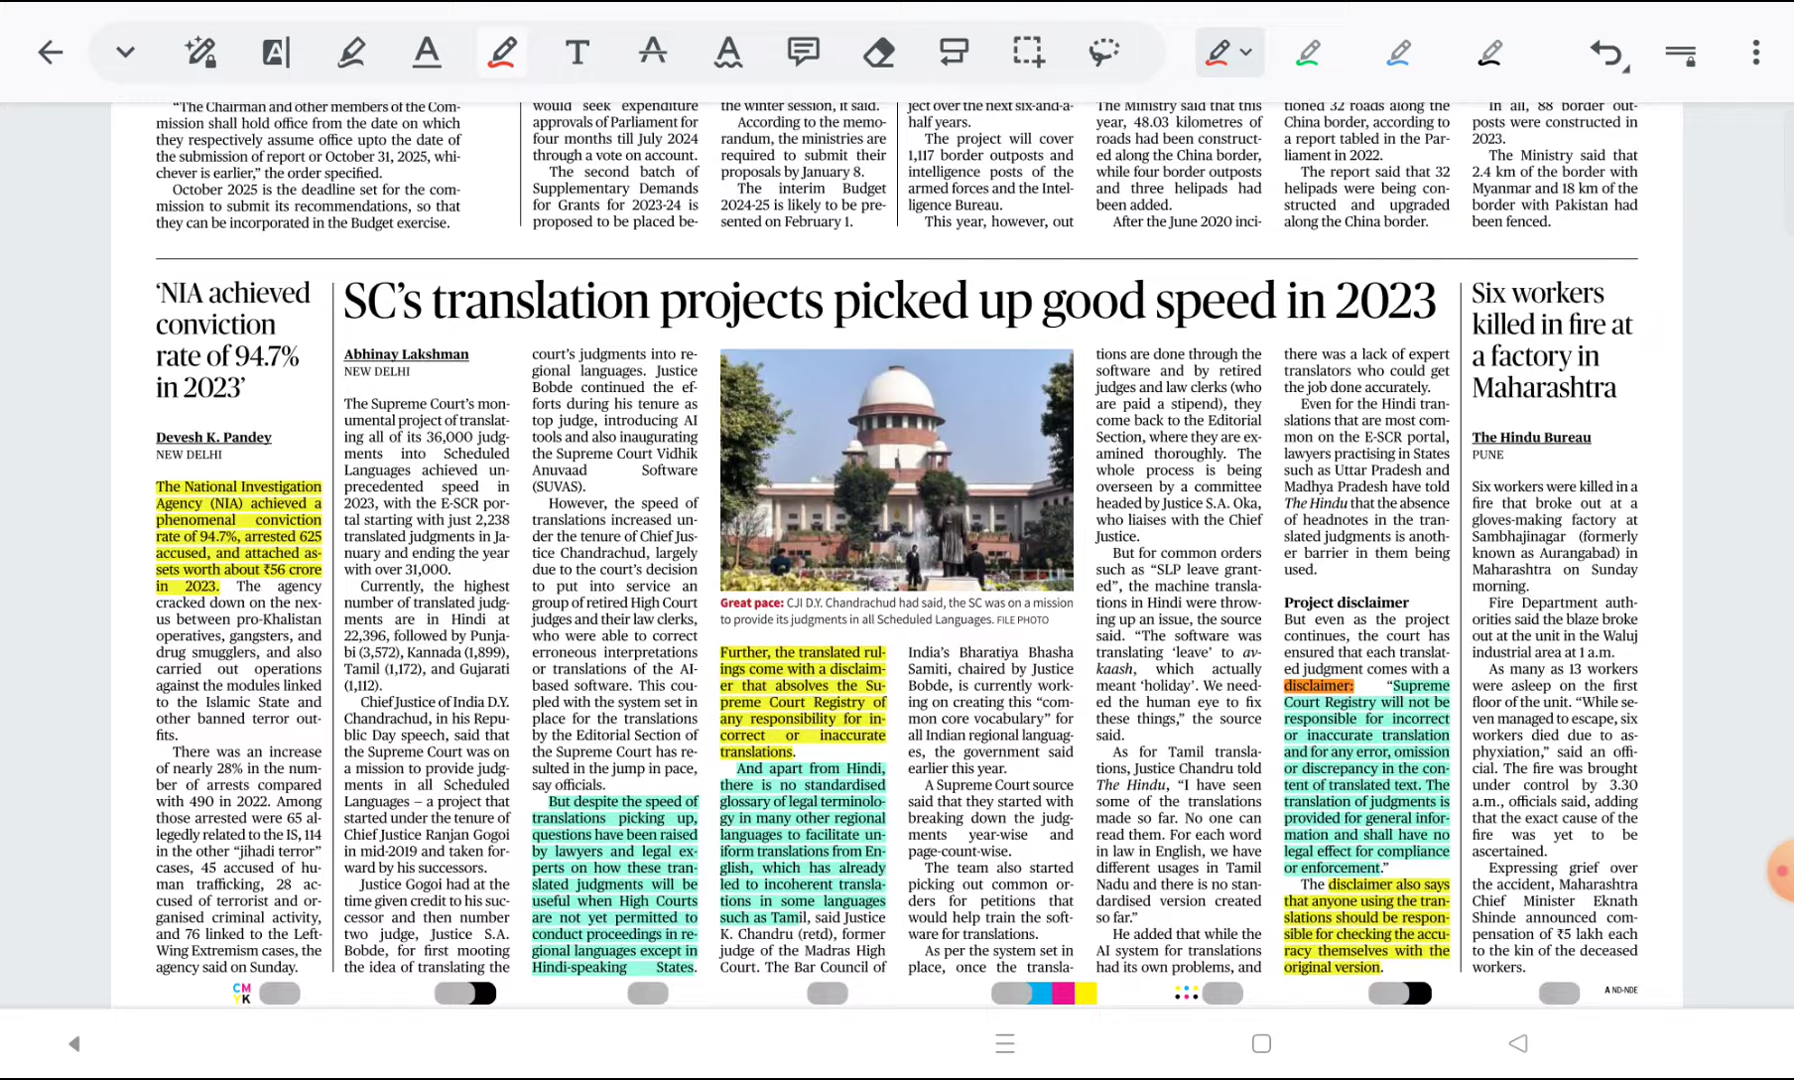 “The Chairman and other members of the Com-
mission shall hold office from the date on which
they respectively assume office upto the date of
the submission of report or October 31, 2025, whi-
chever is earlier,” the order specified.
October 2025 is the deadline set for the com-
mission to submit its recommendations, so that
they can be incorporated in the Budget exercise.
would seek expenditure
approvals of Parliament for
four months till July 2024
through a vote on account.
The second batch of
Supplementary Demands
for Grants for 2023-24 is
proposed to be placed be-
the winter session, it said.
According to the memo-
randum, the ministries are
required to submit their
proposals by January 8.
The interim Budget
2024-25 is likely to be pre-
sented on February 1.
ject over the next six-and-a-
half years.
The project will cover
1,117 border outposts and
intelligence posts of the
armed forces and the Intel-
ligence Bureau.
This year, however, out
The Ministry said that this
year, 48.03 kilometres of
roads had been construct-
ed along the China border,
while four border outposts
and three helipads had
been added.
After the June 2020 inci-
tioned 32 roads along the
China border, according to
a report tabled in the Par-
liament in 2022.
The report said that 32
helipads were being con-
structed and upgraded
along the China border.
In all, 88 border out-
posts were constructed in
2023.
The Ministry said that
2.4 km of the border with
Myanmar and 18 km of the
border with Pakistan had
been fenced.
‘NIA achieved
conviction
rate of 94.7%
in 2023’
Devesh K. Pandey
NEW DELHI
The National Investigation
Agency (NIA) achieved a
phenomenal conviction
rate of 94.7%, arrested 625
accused, and attached as-
sets worth about ₹56 crore
in 2023. The agency
cracked down on the nex-
us between pro-Khalistan
operatives, gangsters, and
drug smugglers, and also
carried out operations
against the modules linked
to the Islamic State and
other banned terror out-
fits.
There was an increase
of nearly 28% in the num-
ber of arrests compared
with 490 in 2022. Among
those arrested were 65 al-
legedly related to the IS, 114
in the other “jihadi terror”
cases, 45 accused of hu-
man trafficking, 28 ac-
cused of terrorist and or-
ganised criminal activity,
and 76 linked to the Left-
Wing Extremism cases, the
agency said on Sunday.
SC’s translation projects picked up good speed in 2023
Abhinay Lakshman
NEW DELHI
The Supreme Court’s mon-
umental project of translat-
ing all of its 36,000 judg-
ments into Scheduled
Languages achieved un-
precedented speed in
2023, with the E-SCR por-
tal starting with just 2,238
translated judgments in Ja-
nuary and ending the year
with over 31,000.
Currently, the highest
number of translated judg-
ments are in Hindi at
22,396, followed by Punja-
bi (3,572), Kannada (1,899),
Tamil (1,172), and Gujarati
(1,112).
Chief Justice of India D.Y.
Chandrachud, in his Repu-
blic Day speech, said that
the Supreme Court was on
a mission to provide judg-
ments in all Scheduled
Languages – a project that
started under the tenure of
Chief Justice Ranjan Gogoi
in mid-2019 and taken for-
ward by his successors.
Justice Gogoi had at the
time given credit to his suc-
cessor and then number
two judge, Justice S.A.
Bobde, for first mooting
the idea of translating the
court’s judgments into re-
gional languages. Justice
Bobde continued the ef-
forts during his tenure as
top judge, introducing AI
tools and also inaugurating
the Supreme Court Vidhik
Anuvaad Software
(SUVAS).
However, the speed of
translations increased un-
der the tenure of Chief Jus-
tice Chandrachud, largely
due to the court’s decision
to put into service an
group of retired High Court
judges and their law clerks,
who were able to correct
erroneous interpretations
or translations of the AI-
based software. This cou-
pled with the system set in
place for the translations
by the Editorial Section of
the Supreme Court has re-
sulted in the jump in pace,
say officials.
But despite the speed of
translations picking up,
questions have been raised
by lawyers and legal ex-
perts on how these tran-
slated judgments will be
useful when High Courts
are not yet permitted to
conduct proceedings in re-
gional languages except in
Hindi-speaking States.
Great pace: CJI D.Y. Chandrachud had said, the SC was on a mission
to provide its judgments in all Scheduled Languages. FILE PHOTO
Further, the translated rul-
ings come with a disclaim-
er that absolves the Su-
preme Court Registry of
any responsibility for in-
correct or inaccurate
translations.
And apart from Hindi,
there is no standardised
glossary of legal terminolo-
gy in many other regional
languages to facilitate un-
iform translations from En-
glish, which has already
led to incoherent transla-
tions in some languages
such as Tamil, said Justice
K. Chandru (retd), former
judge of the Madras High
Court. The Bar Council of
India’s Bharatiya Bhasha
Samiti, chaired by Justice
Bobde, is currently work-
ing on creating this “com-
mon core vocabulary” for
all Indian regional languag-
es, the government said
earlier this year.
A Supreme Court source
said that they started with
breaking down the judg-
ments year-wise and
page-count-wise.
The team also started
picking out common or-
ders for petitions that
would help train the soft-
ware for translations.
As per the system set in
place, once the transla-
tions are done through the
software and by retired
judges and law clerks (who
are paid a stipend), they
come back to the Editorial
Section, where they are ex-
amined thoroughly. The
whole process is being
overseen by a committee
headed by Justice S.A. Oka,
who liaises with the Chief
Justice.
But for common orders
such as “SLP leave grant-
ed”, the machine transla-
tions in Hindi were throw-
ing up an issue, the source
said. “The software was
translating ‘leave’ to av-
kaash, which actually
meant ‘holiday’. We need-
ed the human eye to fix
these things,” the source
said.
As for Tamil transla-
tions, Justice Chandru told
The Hindu, “I have seen
some of the translations
made so far. No one can
read them. For each word
in law in English, we have
different usages in Tamil
Nadu and there is no stan-
dardised version created
so far.”
He added that while the
AI system for translations
had its own problems, and
there was a lack of expert
translators who could get
the job done accurately.
Even for the Hindi tran-
slations that are most com-
mon on the E-SCR portal,
lawyers practising in States
such as Uttar Pradesh and
Madhya Pradesh have told
The Hindu that the absence
of headnotes in the tran-
slated judgments is anoth-
er barrier in them being
used.
Project disclaimer
But even as the project
continues, the court has
ensured that each translat-
ed judgment comes with a
disclaimer: “Supreme
Court Registry will not be
responsible for incorrect
or inaccurate translation
and for any error, omission
or discrepancy in the con-
tent of translated text. The
translation of judgments is
provided for general infor-
mation and shall have no
legal effect for compliance
or enforcement.”
The disclaimer also says
that anyone using the tran-
slations should be respon-
sible for checking the accu-
racy themselves with the
original version.
Six workers
killed in fire at
a factory in
Maharashtra
The Hindu Bureau
PUNE
Six workers were killed in a
fire that broke out at a
gloves-making factory at
Sambhajinagar (formerly
known as Aurangabad) in
Maharashtra on Sunday
morning.
Fire Department auth-
orities said the blaze broke
out at the unit in the Waluj
industrial area at 1 a.m.
As many as 13 workers
were asleep on the first
floor of the unit. “While se-
ven managed to escape, six
workers died due to as-
phyxiation,” said an offi-
cial. The fire was brought
under control by 3.30
a.m., officials said, adding
that the exact cause of the
fire was yet to be
ascertained.
Expressing grief over
the accident, Maharashtra
Chief Minister Eknath
Shinde announced com-
pensation of ₹5 lakh each
to the kin of the deceased
workers.
CM
YK
A ND-NDE